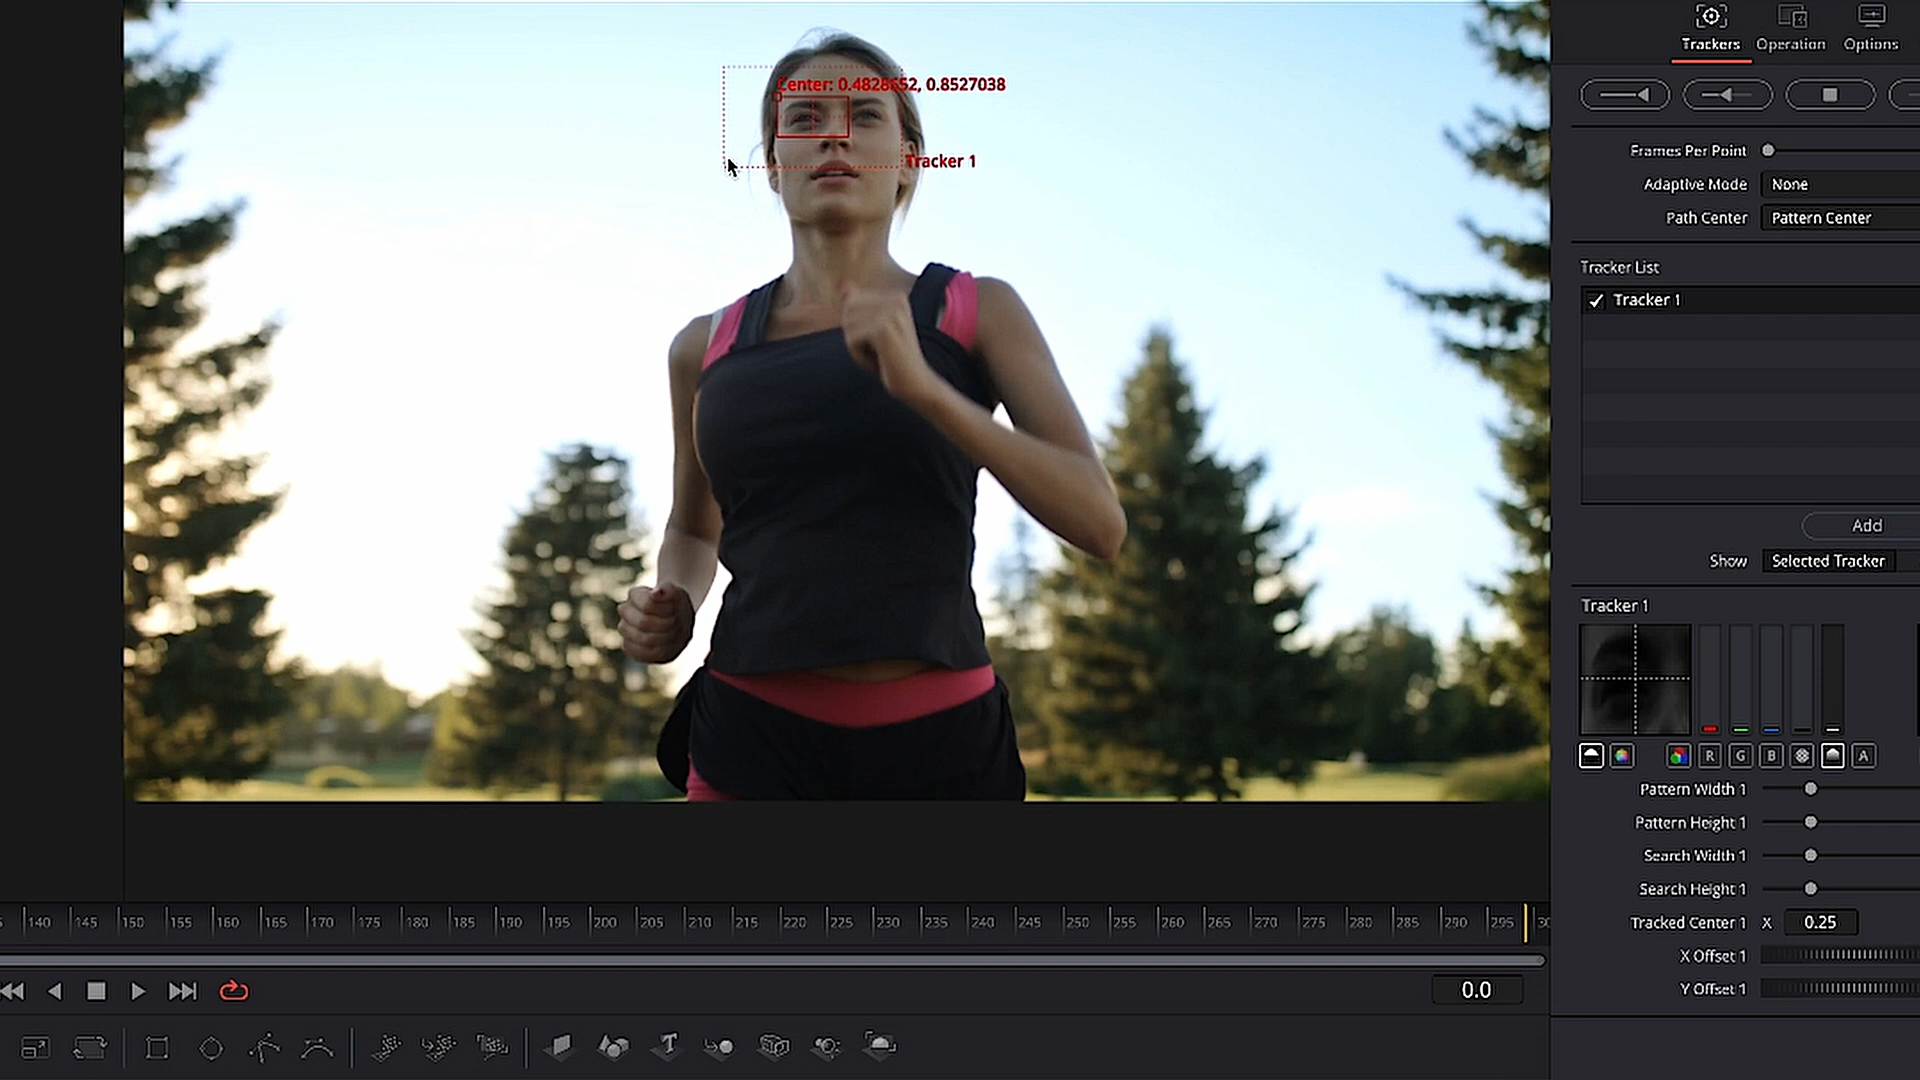 Trackers Operation Options
Center: 0.4828652, 0.8527038
Tracker 1
Frames Per Point
Adaptive Mode None
Path Center Pattern Center
Tracker List
Tracker 1
Add
Show Selected Tracker
Tracker 1
R G B A
Pattern Width 1
Pattern Height 1
Search Width 1
Search Height 1
Tracked Center 1 X 0.25
X Offset 1
Y Offset 1
140 145 150 155 160 165 170 175 180 185 190 195 200 205 210 215 220 225 230 235 240 245 250 255 260 265 270 275 280 285 290 295
0.0
T